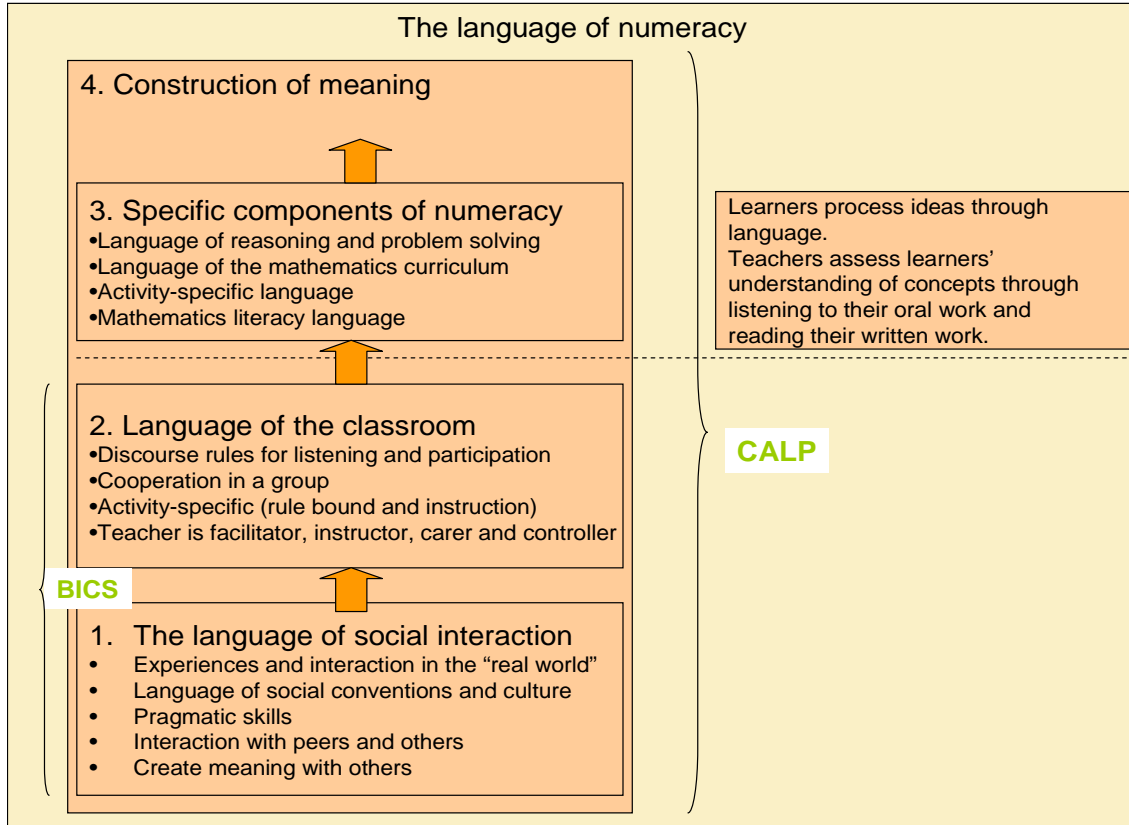 The language of numeracy
4. Construction of meaning
3. Specific components of numeracy
•Language of reasoning and problem solving
•Language of the mathematics curriculum
•Activity-specific language
•Mathematics literacy language
Learners process ideas through
language.
Teachers assess learners’
understanding of concepts through
listening to their oral work and
reading their written work.
2. Language of the classroom
•Discourse rules for listening and participation
•Cooperation in a group
•Activity-specific (rule bound and instruction)
•Teacher is facilitator, instructor, carer and controller
CALP
BICS
1. The language of social interaction
• Experiences and interaction in the “real world”
• Language of social conventions and culture
• Pragmatic skills
• Interaction with peers and others
• Create meaning with others